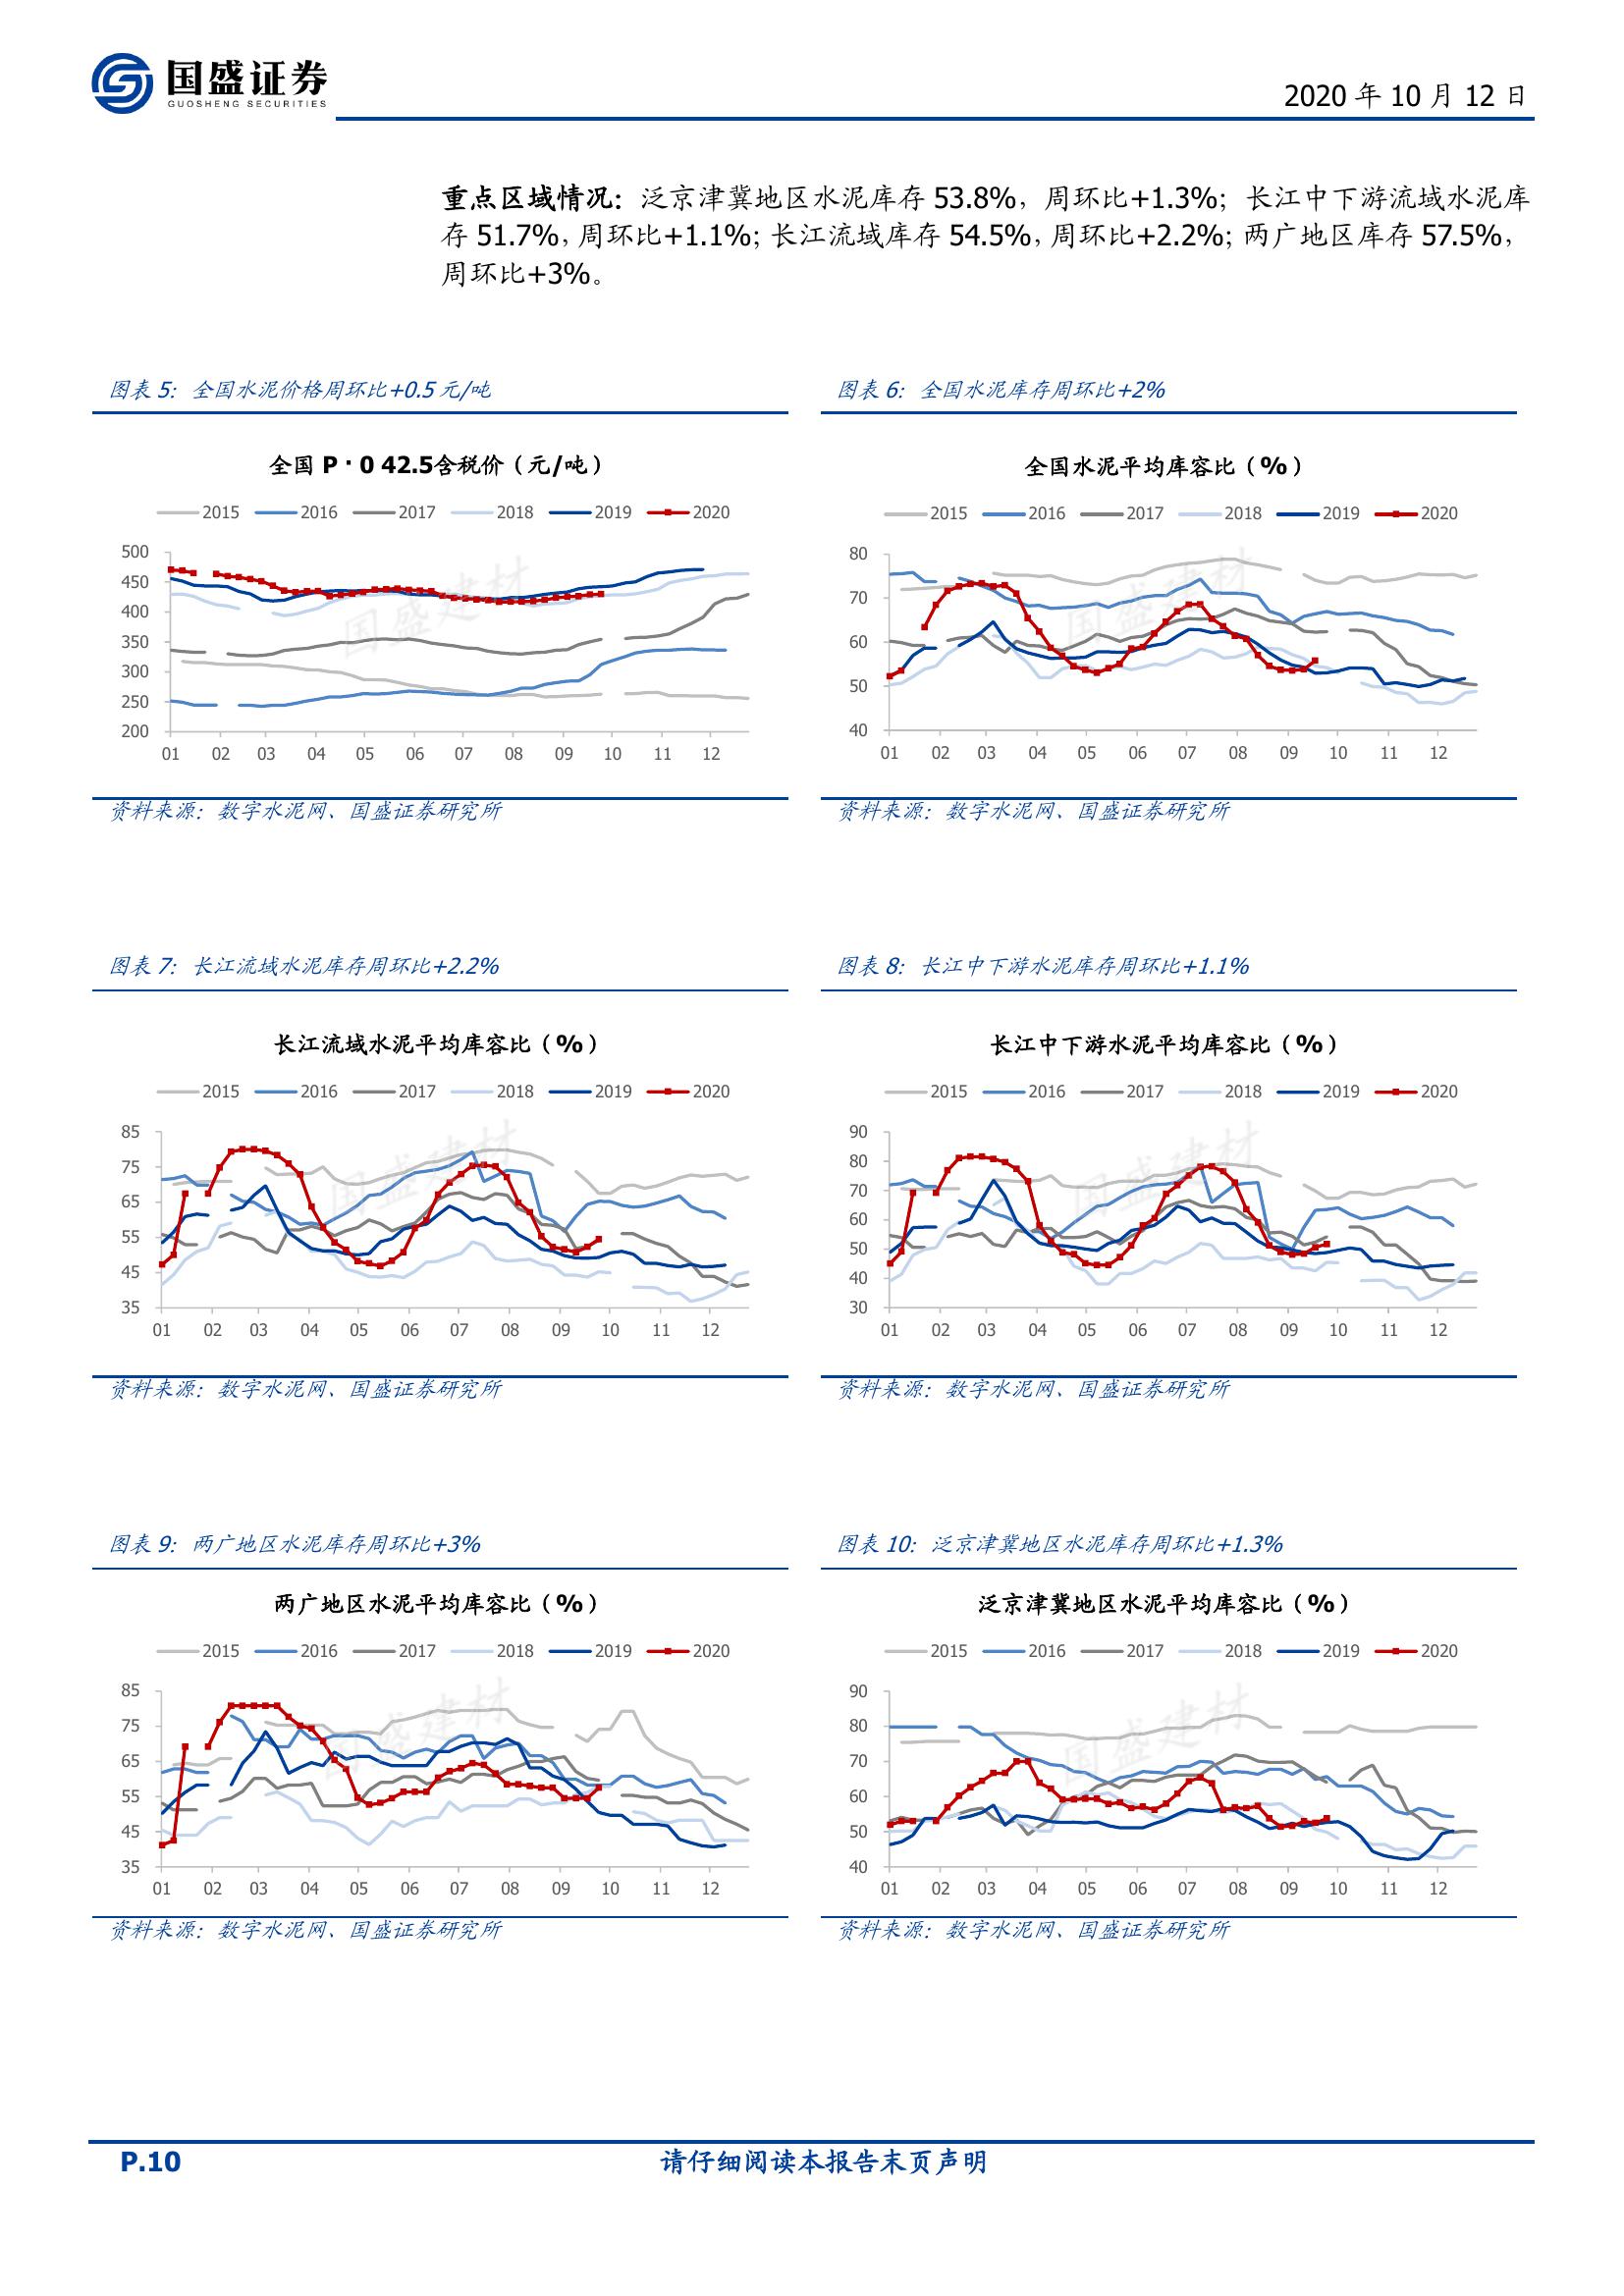 国盛证券
GUOSHENG SECURITIES
2020 年 10 月 12 日
重点区域情况：泛京津冀地区水泥库存 53.8%，周环比+1.3%；长江中下游流域水泥库
存 51.7%，周环比+1.1%；长江流域库存 54.5%，周环比+2.2%；两广地区库存 57.5%，
周环比+3%。
图表 5：全国水泥价格周环比+0.5 元/吨
全国 P·0 42.5含税价（元/吨）
2015 2016 2017 2018 2019 2020
500
450
400
350
300
250
200
01 02 03 04 05 06 07 08 09 10 11 12
国盛建材
资料来源：数字水泥网、国盛证券研究所
图表 6：全国水泥库存周环比+2%
全国水泥平均库容比（%）
2015 2016 2017 2018 2019 2020
80
70
60
50
40
01 02 03 04 05 06 07 08 09 10 11 12
国盛建材
资料来源：数字水泥网、国盛证券研究所
图表 7：长江流域水泥库存周环比+2.2%
长江流域水泥平均库容比（%）
2015 2016 2017 2018 2019 2020
85
75
65
55
45
35
01 02 03 04 05 06 07 08 09 10 11 12
国盛建材
资料来源：数字水泥网、国盛证券研究所
图表 8：长江中下游水泥库存周环比+1.1%
长江中下游水泥平均库容比（%）
2015 2016 2017 2018 2019 2020
90
80
70
60
50
40
30
01 02 03 04 05 06 07 08 09 10 11 12
国盛建材
资料来源：数字水泥网、国盛证券研究所
图表 9：两广地区水泥库存周环比+3%
两广地区水泥平均库容比（%）
2015 2016 2017 2018 2019 2020
85
75
65
55
45
35
01 02 03 04 05 06 07 08 09 10 11 12
国盛建材
资料来源：数字水泥网、国盛证券研究所
图表 10：泛京津冀地区水泥库存周环比+1.3%
泛京津冀地区水泥平均库容比（%）
2015 2016 2017 2018 2019 2020
90
80
70
60
50
40
01 02 03 04 05 06 07 08 09 10 11 12
国盛建材
资料来源：数字水泥网、国盛证券研究所
P.10
请仔细阅读本报告末页声明